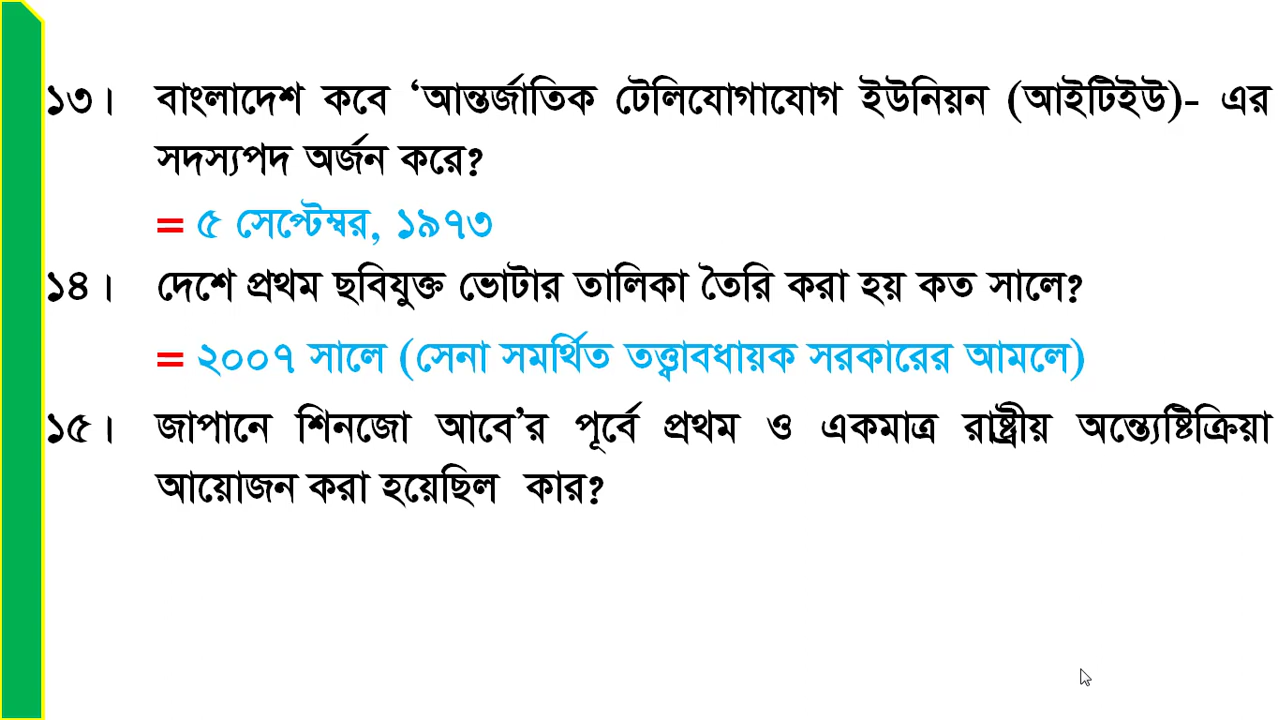 ১৩। বাংলাদেশ কবে ‘আন্তর্জাতিক টেলিযোগাযোগ ইউনিয়ন (আইটিইউ)- এর
সদস্যপদ অর্জন করে?
= ৫ সেপ্টেম্বর, ১৯৭৩
১৪। দেশে প্রথম ছবিযুক্ত ভোটার তালিকা তৈরি করা হয় কত সালে?
= ২০০৭ সালে (সেনা সমর্থিত তত্ত্বাবধায়ক সরকারের আমলে)
১৫। জাপানে শিনজো আবে’র পূর্বে প্রথম ও একমাত্র রাষ্ট্রীয় অন্ত্যেষ্টিক্রিয়া
আয়োজন করা হয়েছিল কার?